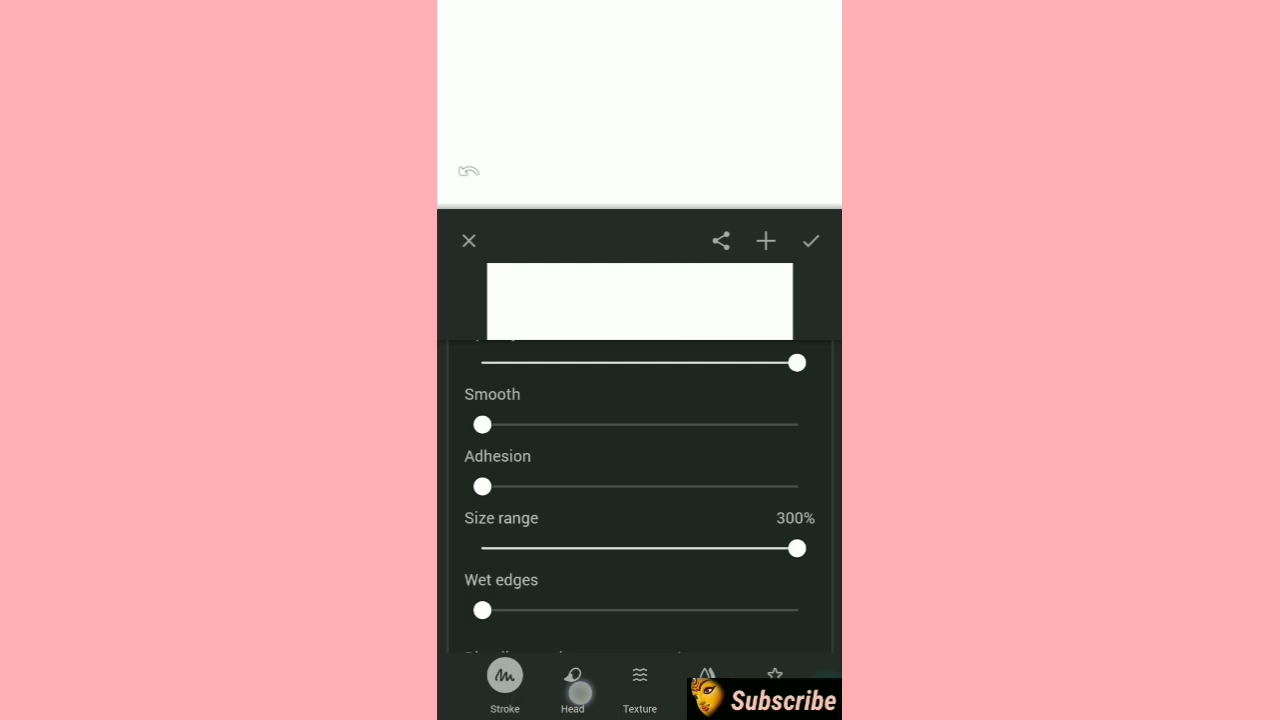 Smooth
Adhesion
Size range 300%
Wet edges
Stroke Head Texture
Subscribe